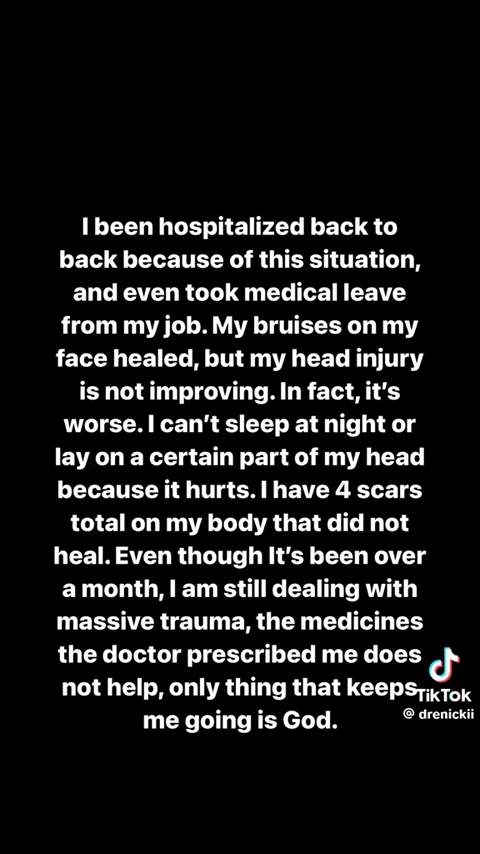 I been hospitalized back to
back because of this situation,
and even took medical leave
from my job. My bruises on my
face healed, but my head injury
is not improving. In fact, it’s
worse. I can’t sleep at night or
lay on a certain part of my head
because it hurts. I have 4 scars
total on my body that did not
heal. Even though It’s been over
a month, I am still dealing with
massive trauma, the medicines
the doctor prescribed me does
not help, only thing that keeps
me going is God.
TikTok
@ drenickii